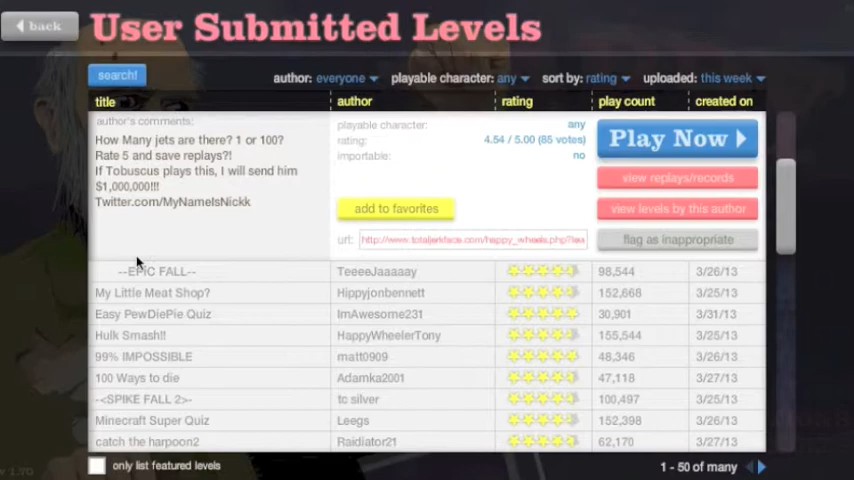 back
User Submitted Levels
search!
author: everyone playable character: any sort by: rating uploaded: this week
title author rating play count created on
author's comments:
How Many jets are there? 1 or 100?
Rate 5 and save replays?!
If Tobuscus plays this, I will send him
$1,000,000!!!
Twitter.com/MyNameIsNickk
playable character: any
rating: 4.54 / 5.00 (85 votes)
importable: no
add to favorites
url: http://www.totaljerkface.com/happy_wheels.php?lea
Play Now
view replays/records
view levels by this author
flag as inappropriate
--EPIC FALL-- TeeeeJaaaaay 98,544 3/26/13
My Little Meat Shop? Hippyjonbennett 152,668 3/25/13
Easy PewDiePie Quiz ImAwesome231 30,901 3/31/13
Hulk Smash!! HappyWheelerTony 155,544 3/25/13
99% IMPOSSIBLE matt0909 48,346 3/26/13
100 Ways to die Adamka2001 47,118 3/27/13
-<SPIKE FALL 2>- tc silver 100,497 3/25/13
Minecraft Super Quiz Leegs 152,398 3/26/13
catch the harpoon2 Raidiator21 62,170 3/27/13
only list featured levels 1 - 50 of many